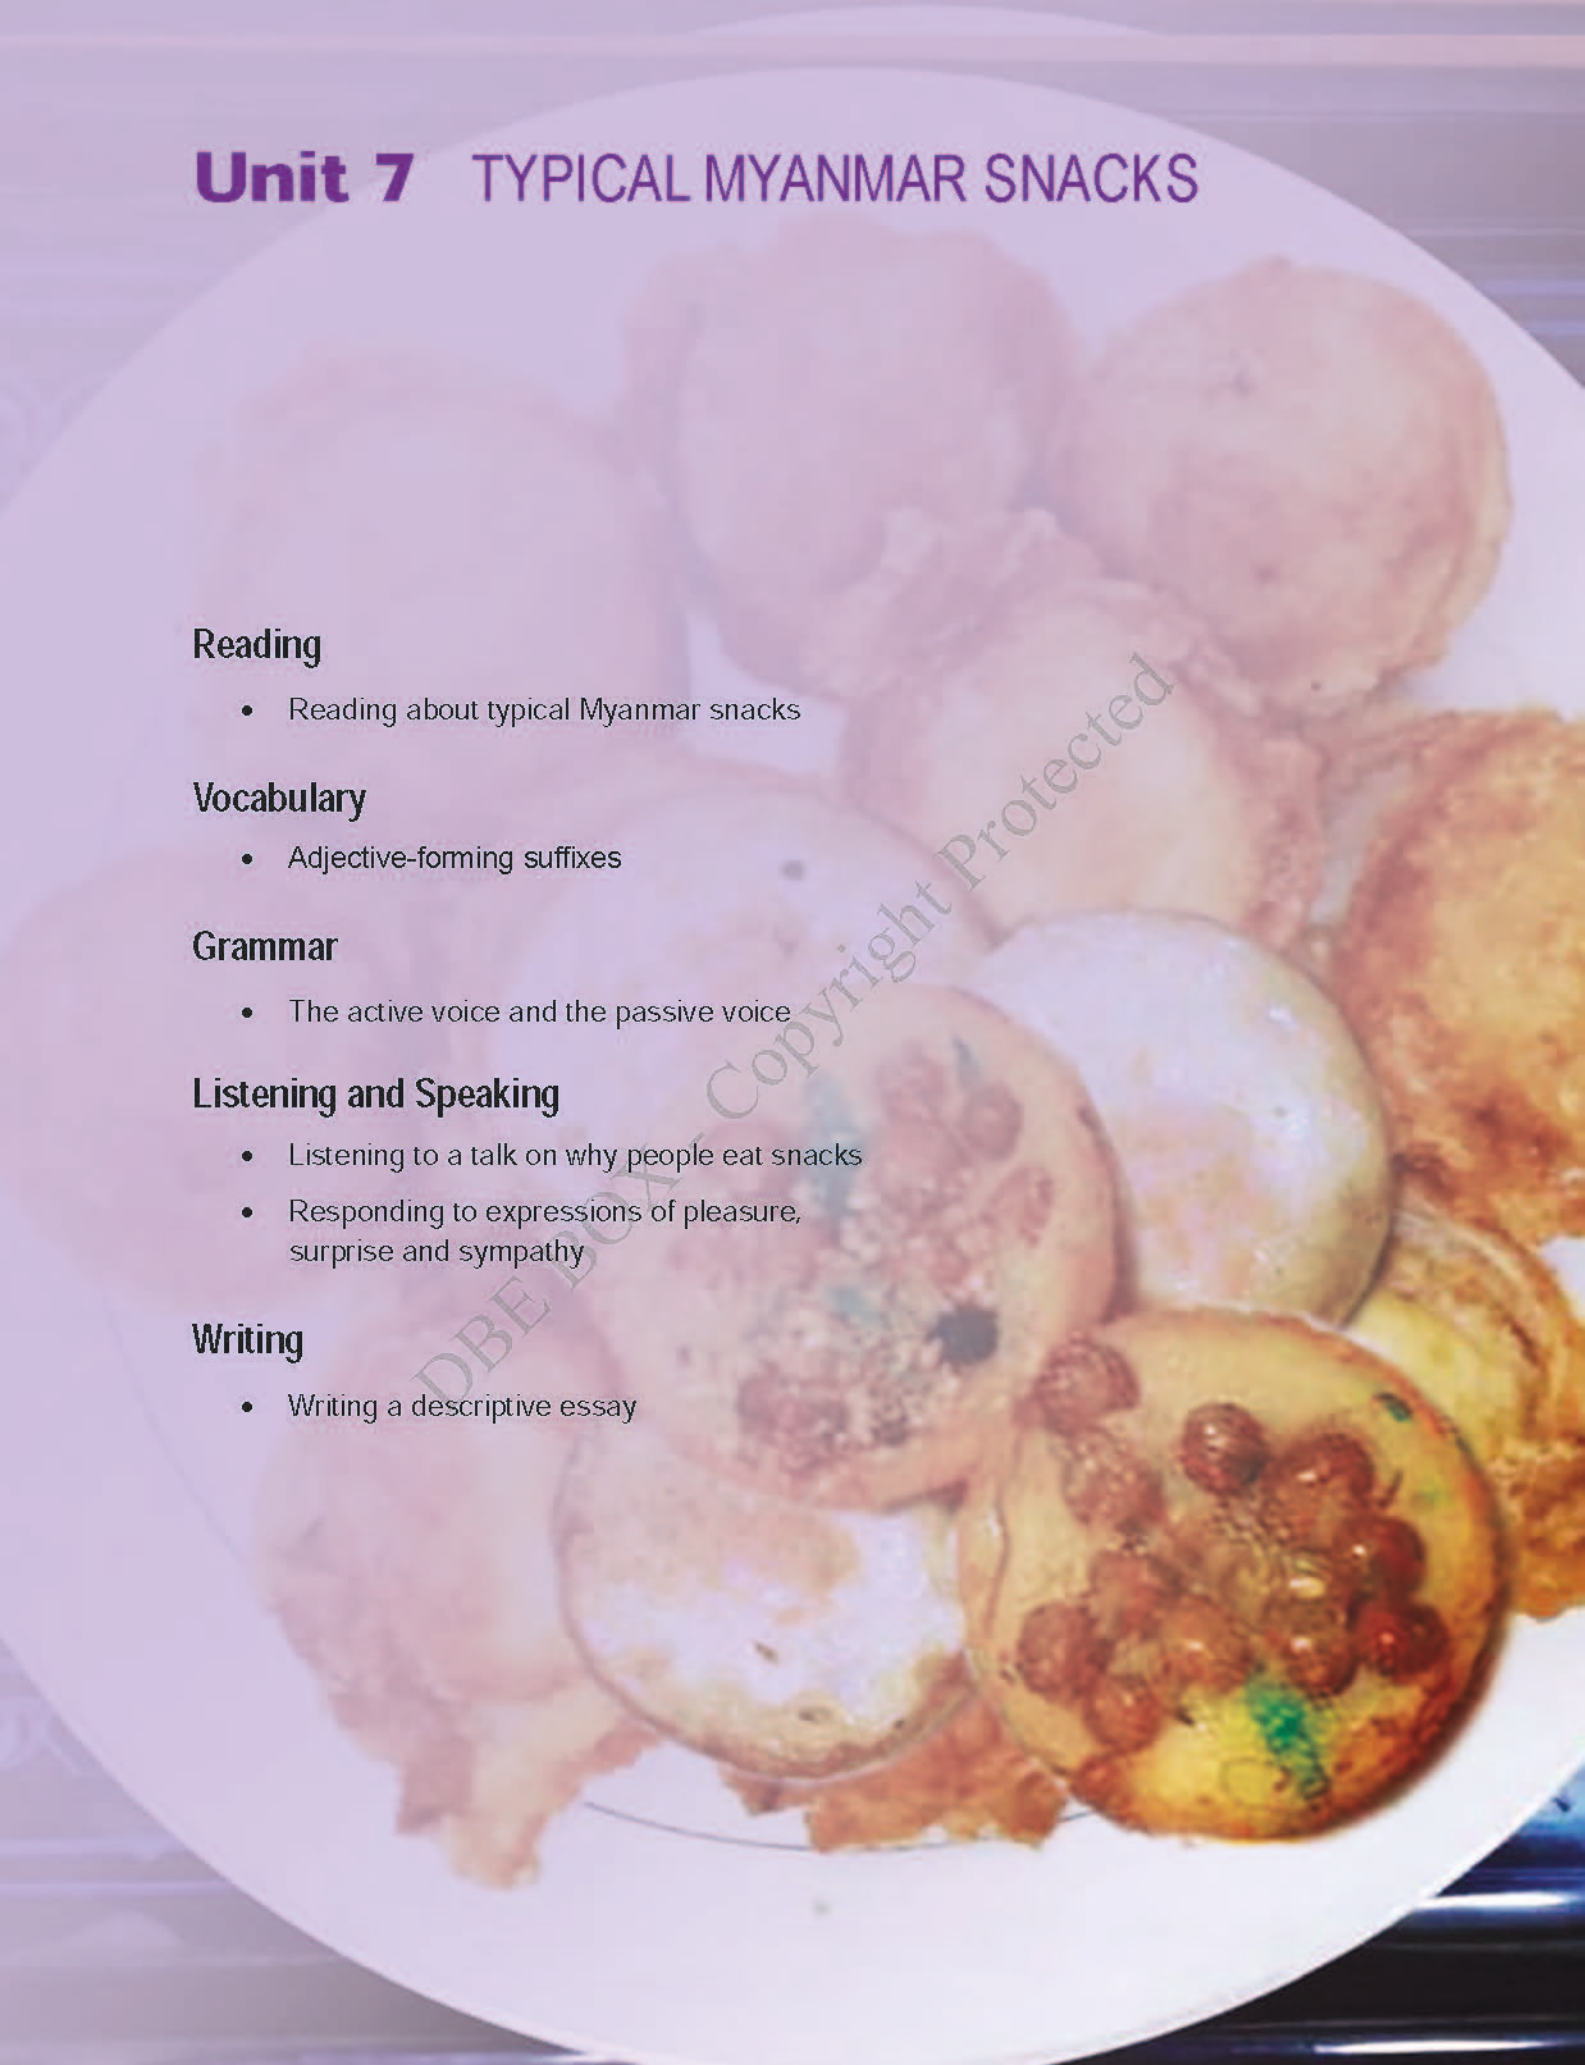 Unit 7 TYPICAL MYANMAR SNACKS
Reading
• Reading about typical Myanmar snacks
Vocabulary
• Adjective-forming suffixes
Grammar
• The active voice and the passive voice
Listening and Speaking
• Listening to a talk on why people eat snacks
• Responding to expressions of pleasure,
surprise and sympathy
Writing
• Writing a descriptive essay
DBE BOX - Copyright Protected